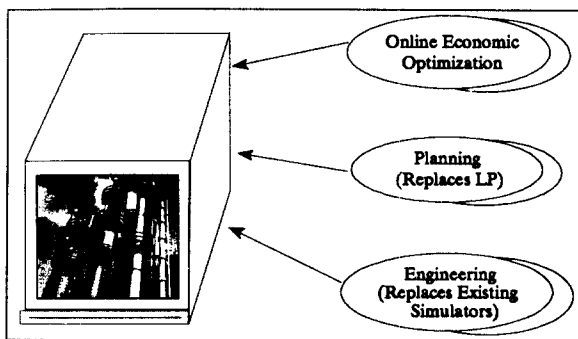 Online Economic
Optimization
Planning
(Replaces LP)
Engineering
(Replaces Existing
Simulators)